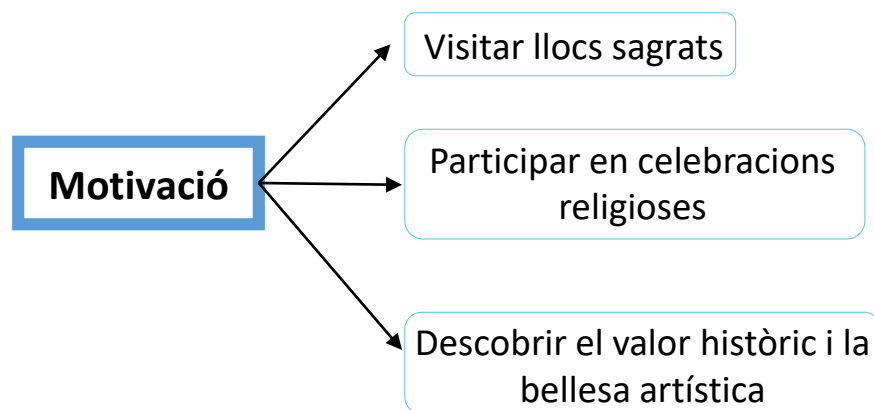 Visitar llocs sagrats
Motivació
Participar en celebracions
religioses
Descobrir el valor històric i la
bellesa artística